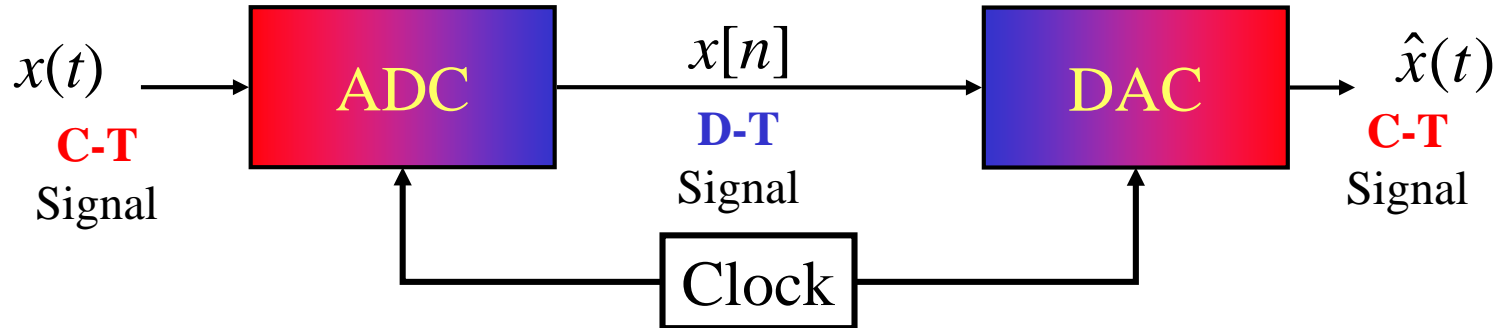 x(t)
C-T
Signal
ADC
x[n]
D-T
Signal
DAC
x̂(t)
C-T
Signal
Clock